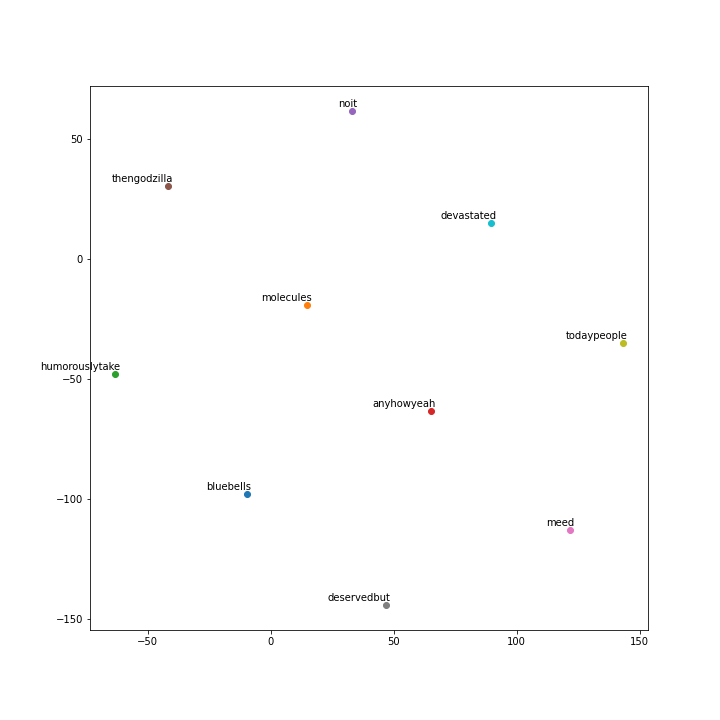 noit
50
thengodzilla
devastated
0
molecules
todaypeople
humorouslytake
−50
anyhowyeah
bluebells
−100
meed
deservedbut
−150
−50 0 50 100 150